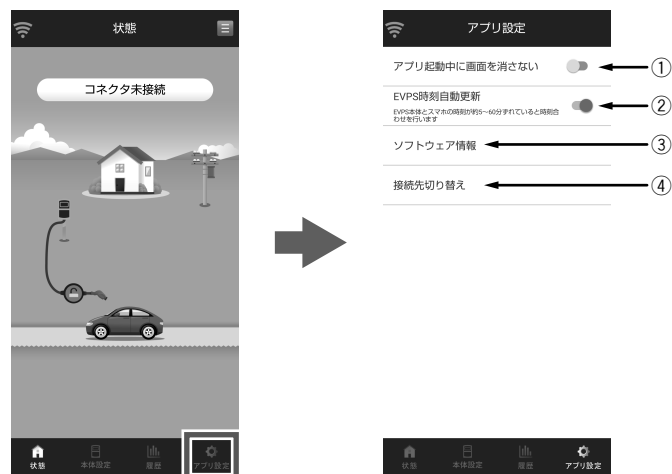 状態
コネクタ未接続
状態
本体設定
履歴
アプリ設定
アプリ設定
アプリ起動中に画面を消さない
①
EVPS時刻自動更新
EVPS本体とスマホの時刻が約5〜60分ずれていると時刻合
わせを行います
②
ソフトウェア情報
③
接続先切り替え
④
状態
本体設定
履歴
アプリ設定